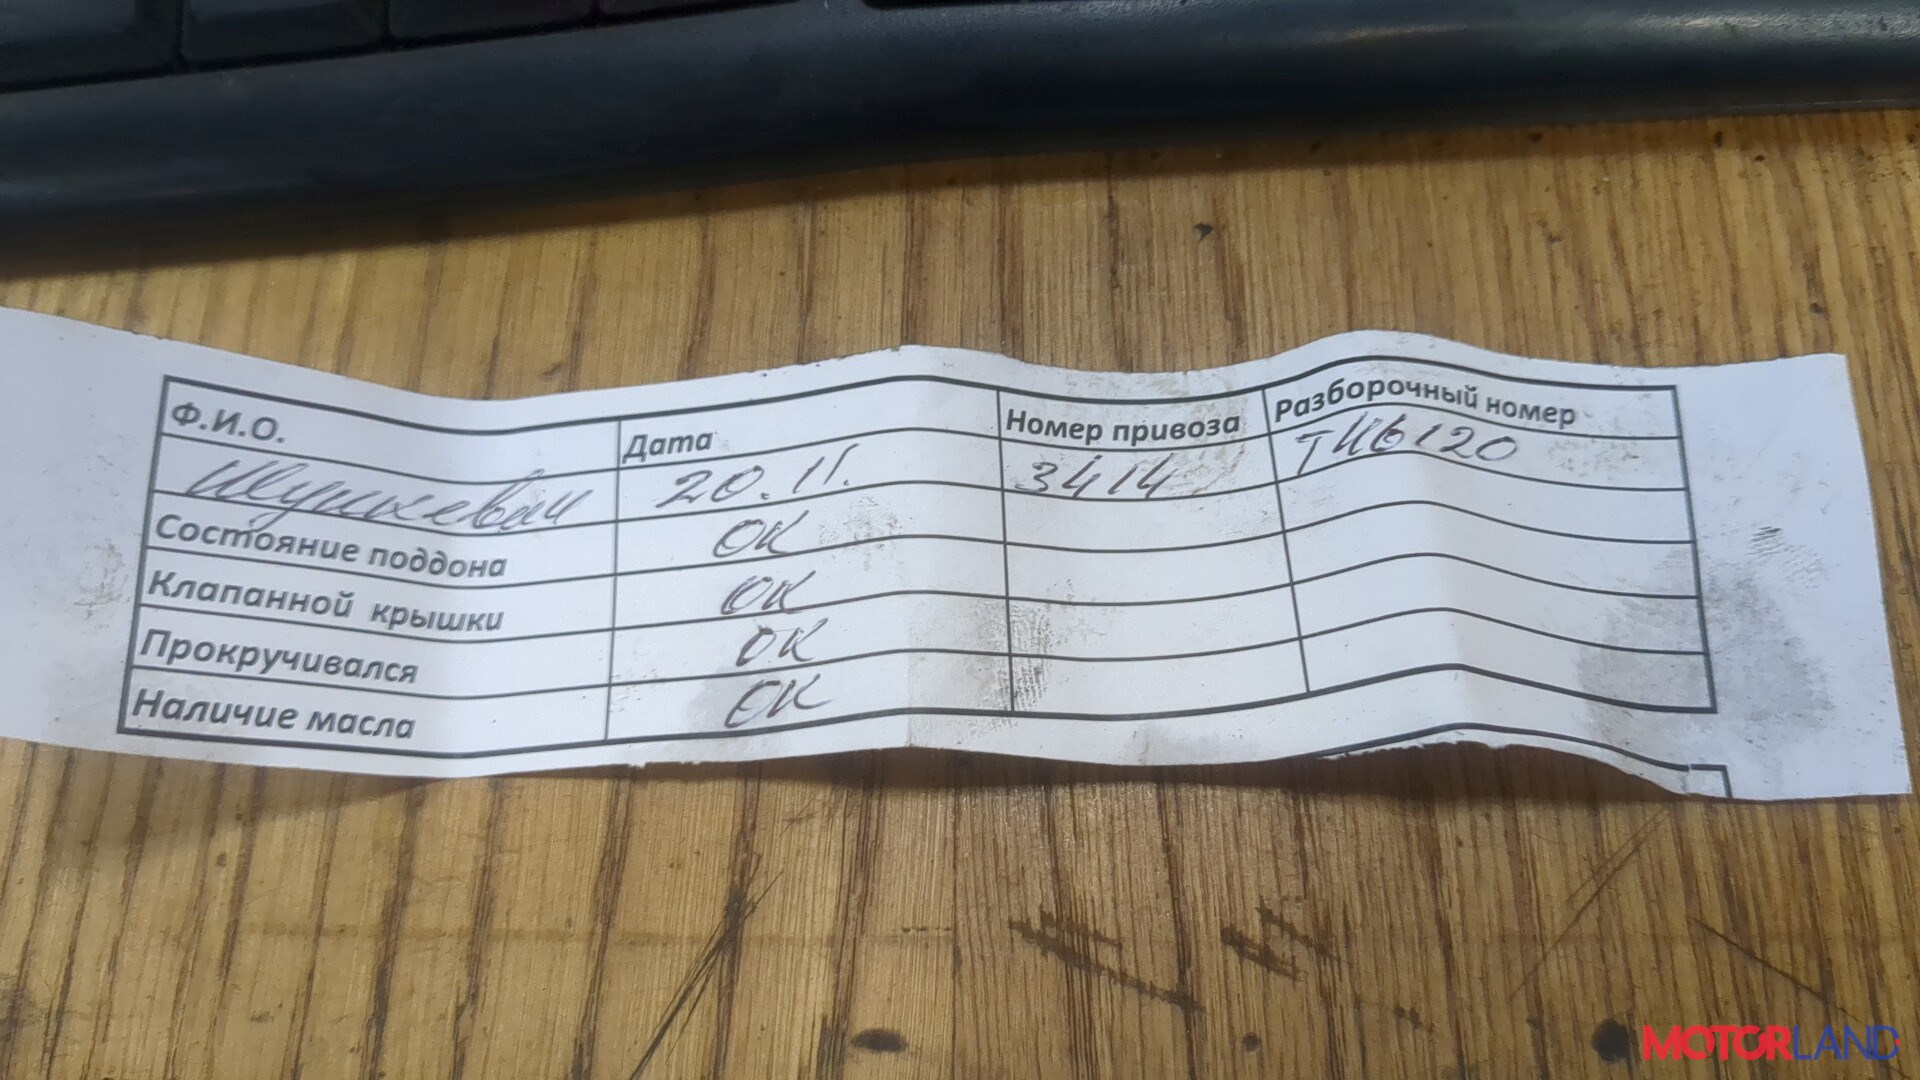 Ф.И.О. Дата Номер привоза Разборочный номер
20.11. 3414 ТИ6120
Состояние поддона ОК
Клапанной крышки ОК
Прокручивался ОК
Наличие масла ОК
MOTORLAND